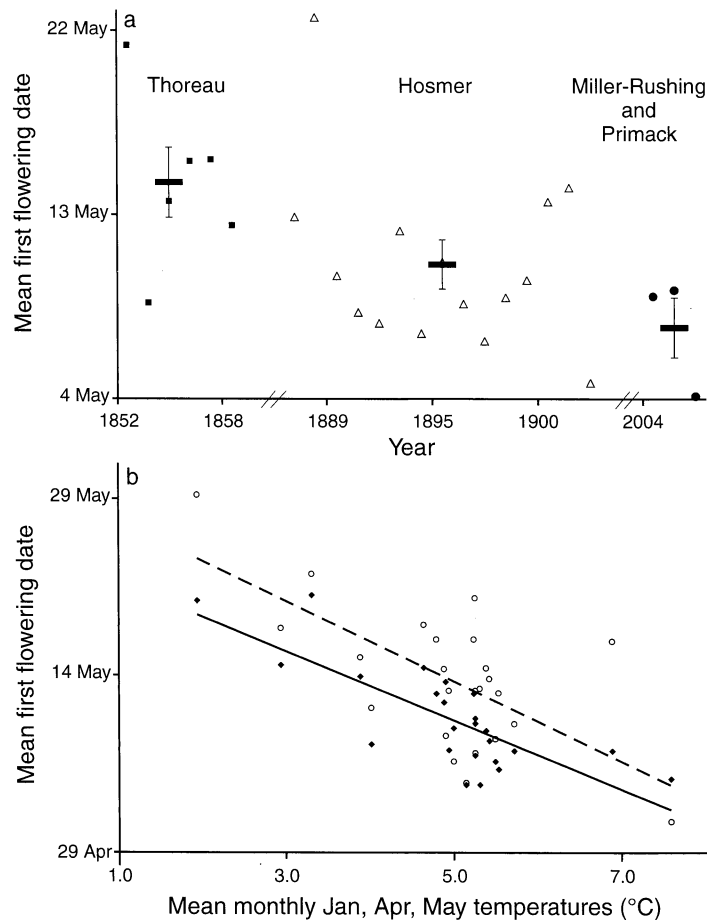 a
22 May
Thoreau
Hosmer
Miller-Rushing
and
Primack
13 May
4 May
Mean first flowering date
1852
1858
1889
1895
1900
2004
Year
b
29 May
14 May
29 Apr
Mean first flowering date
1.0
3.0
5.0
7.0
Mean monthly Jan, Apr, May temperatures (°C)